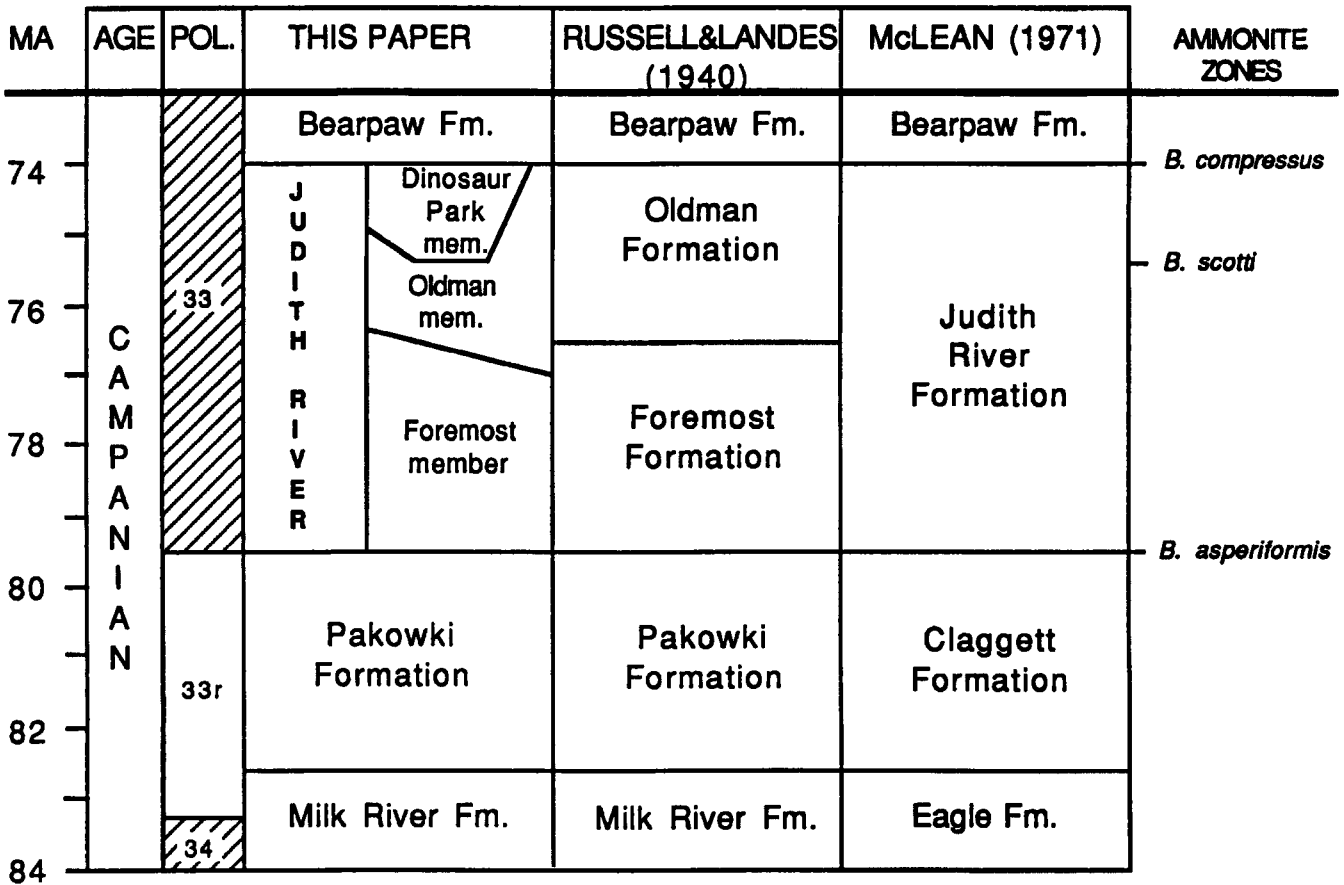 MA
AGE
POL.
THIS PAPER
RUSSELL&LANDES
(1940)
McLEAN (1971)
AMMONITE
ZONES
Bearpaw Fm.
Bearpaw Fm.
Bearpaw Fm.
74
76
78
80
82
84
CAMPANIAN
33
33r
34
JUDITH RIVER
Dinosaur
Park
mem.
Oldman
mem.
Foremost
member
Oldman
Formation
Foremost
Formation
Judith
River
Formation
Pakowki
Formation
Pakowki
Formation
Claggett
Formation
Milk River Fm.
Milk River Fm.
Eagle Fm.
B. compressus
B. scotti
B. asperiformis